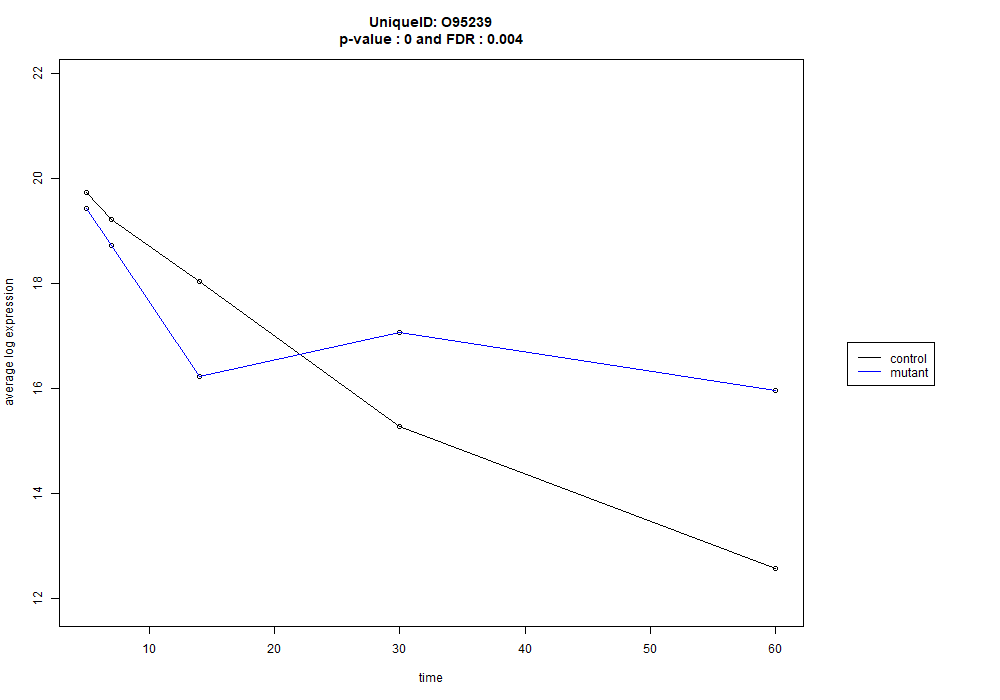 UniqueID: O95239
p-value : 0 and FDR : 0.004
average log expression
22
20
18
16
14
12
10 20 30 40 50 60
time
control
mutant